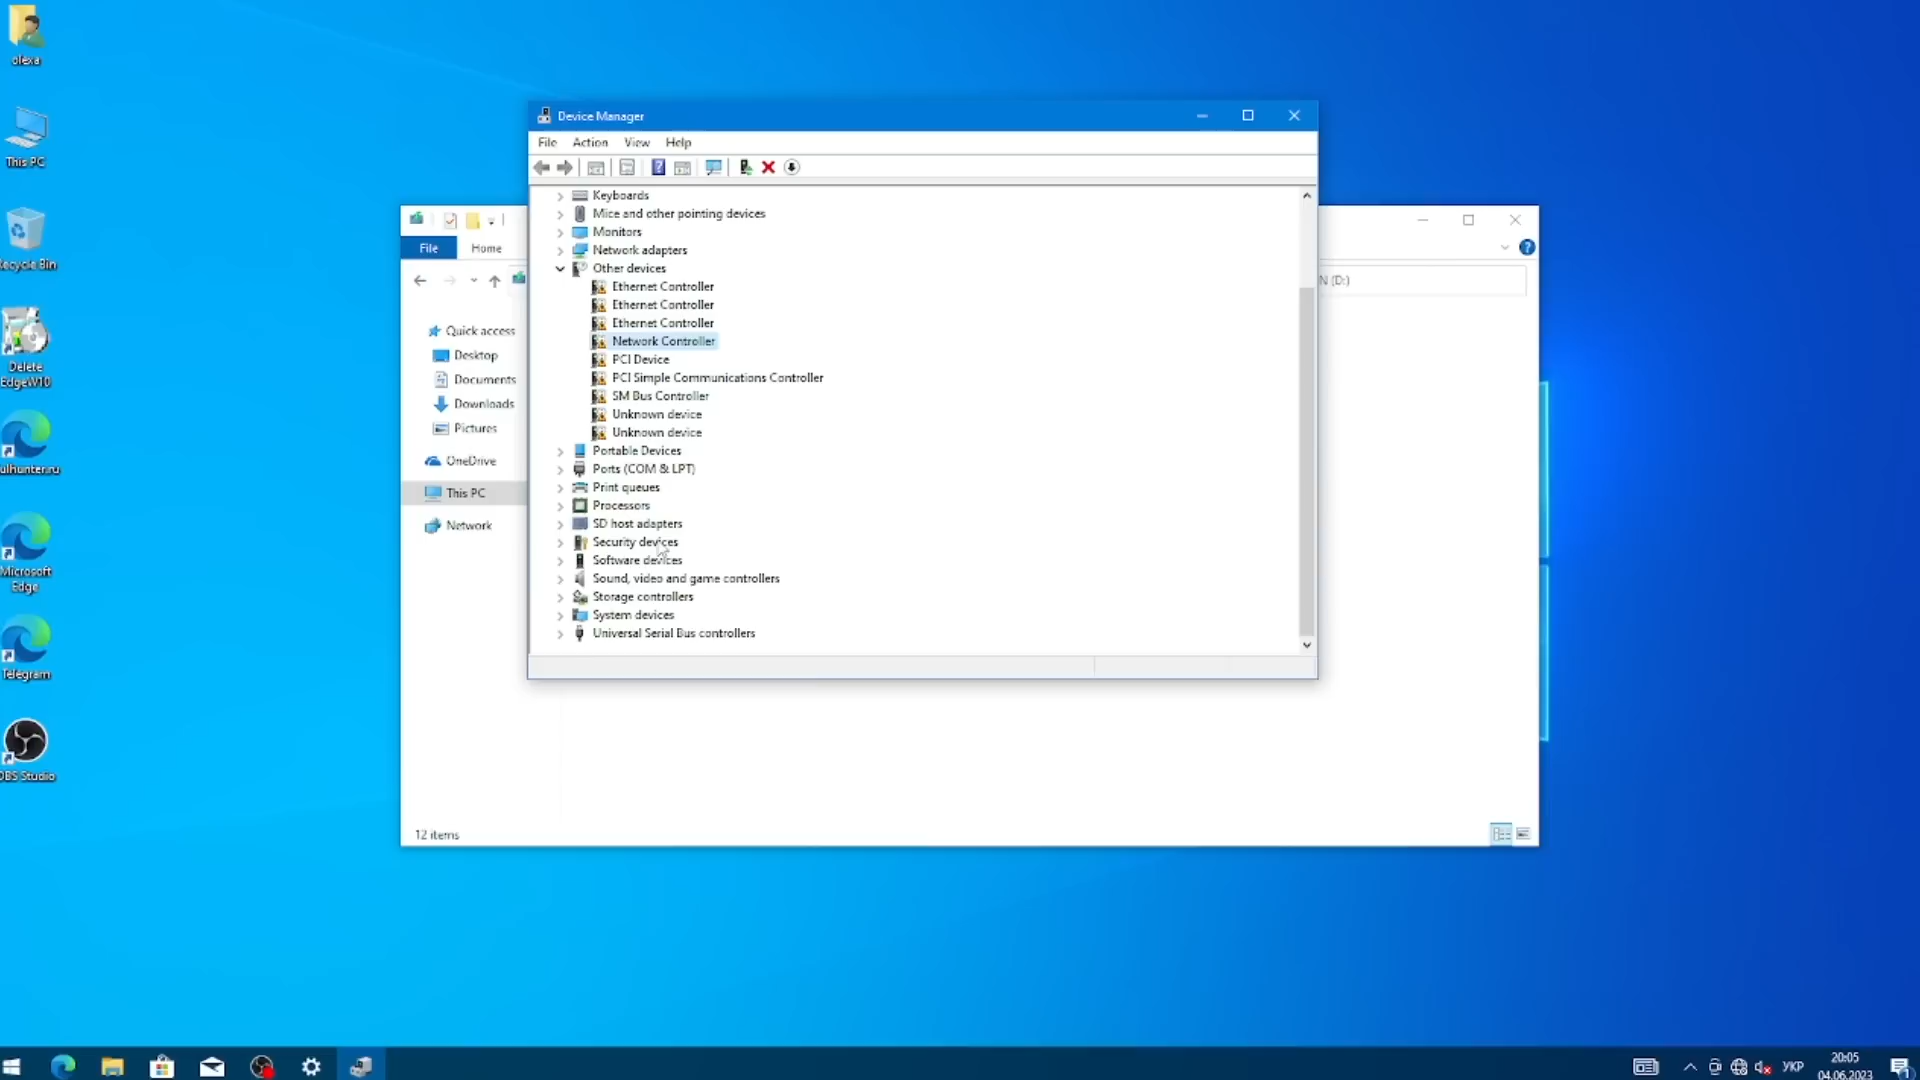 olexa
This PC
Recycle Bin
Delete
EdgeW10
ulhunter.ru
Microsoft
Edge
Telegram
OBS Studio
Device Manager
File Action View Help
Keyboards
Mice and other pointing devices
Monitors
Network adapters
Other devices
Ethernet Controller
Ethernet Controller
Ethernet Controller
Network Controller
PCI Device
PCI Simple Communications Controller
SM Bus Controller
Unknown device
Unknown device
Portable Devices
Ports (COM & LPT)
Print queues
Processors
SD host adapters
Security devices
Software devices
Sound, video and game controllers
Storage controllers
System devices
Universal Serial Bus controllers
File Home
N (D:)
Quick access
Desktop
Documents
Downloads
Pictures
OneDrive
This PC
Network
12 items
УКР
20:05
04.06.2023